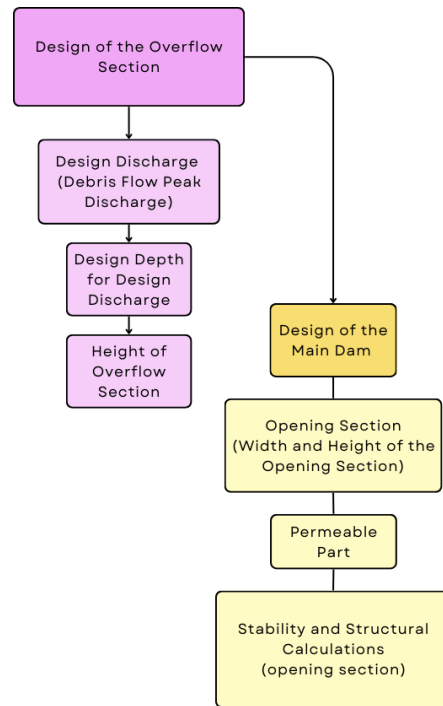 Design of the Overflow
Section
Design Discharge
(Debris Flow Peak
Discharge)
Design Depth
for Design
Discharge
Height of
Overflow
Section
Design of the
Main Dam
Opening Section
(Width and Height of the
Opening Section)
Permeable
Part
Stability and Structural
Calculations
(opening section)